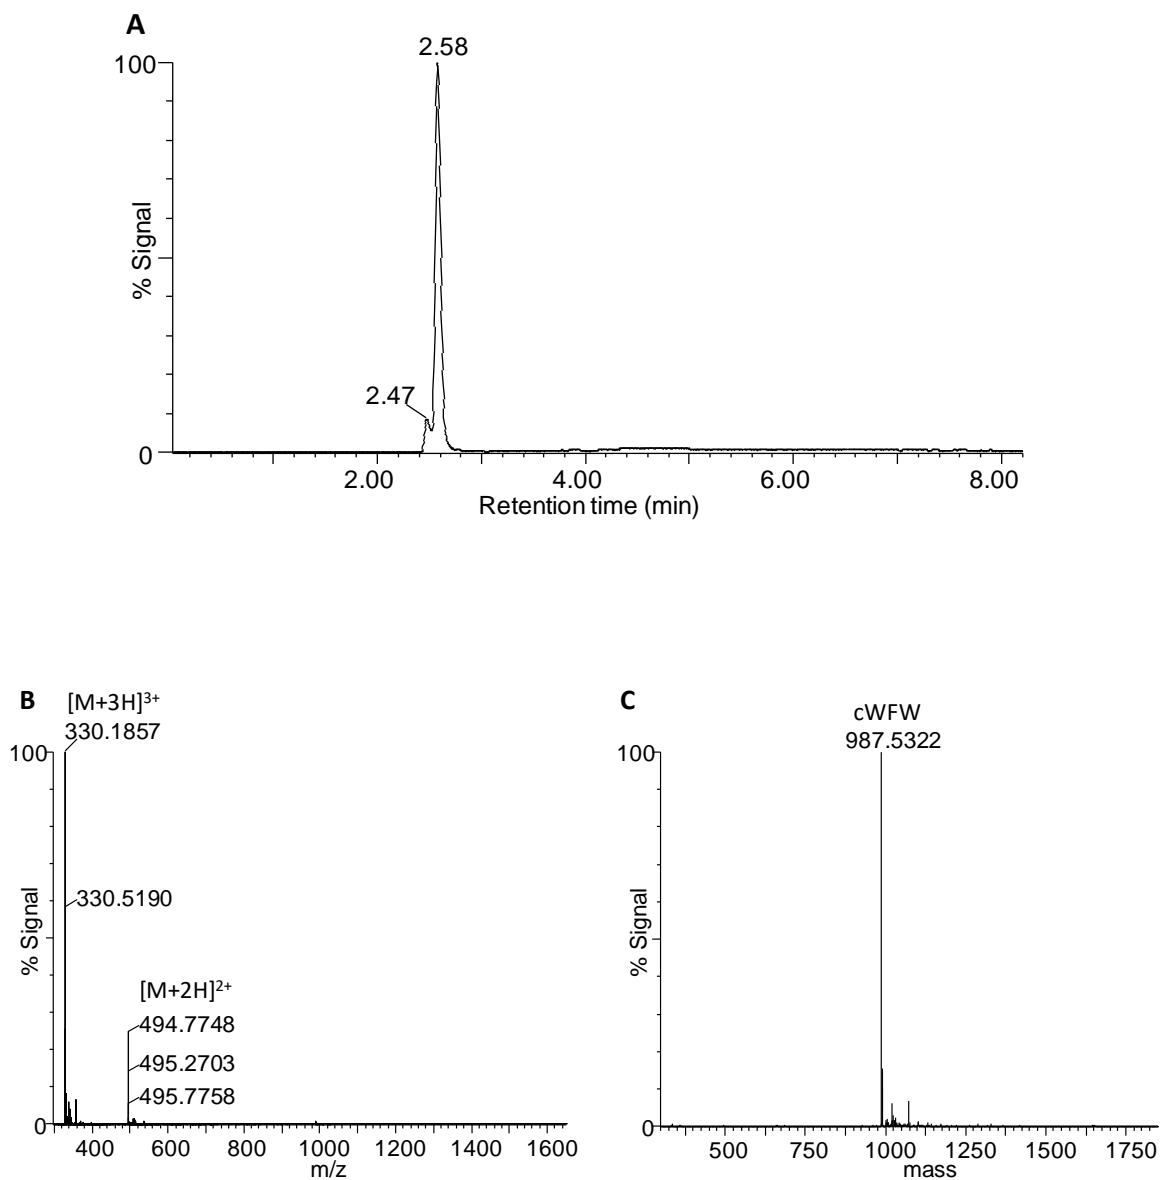 A
2.58
100
% Signal
2.47
0
2.00 4.00 6.00 8.00
Retention time (min)
B
[M+3H]³⁺
330.1857
100
% Signal
330.5190
[M+2H]²⁺
494.7748
495.2703
495.7758
0
400 600 800 1000 1200 1400 1600
m/z
C
cWFW
987.5322
100
% Signal
0
500 750 1000 1250 1500 1750
mass